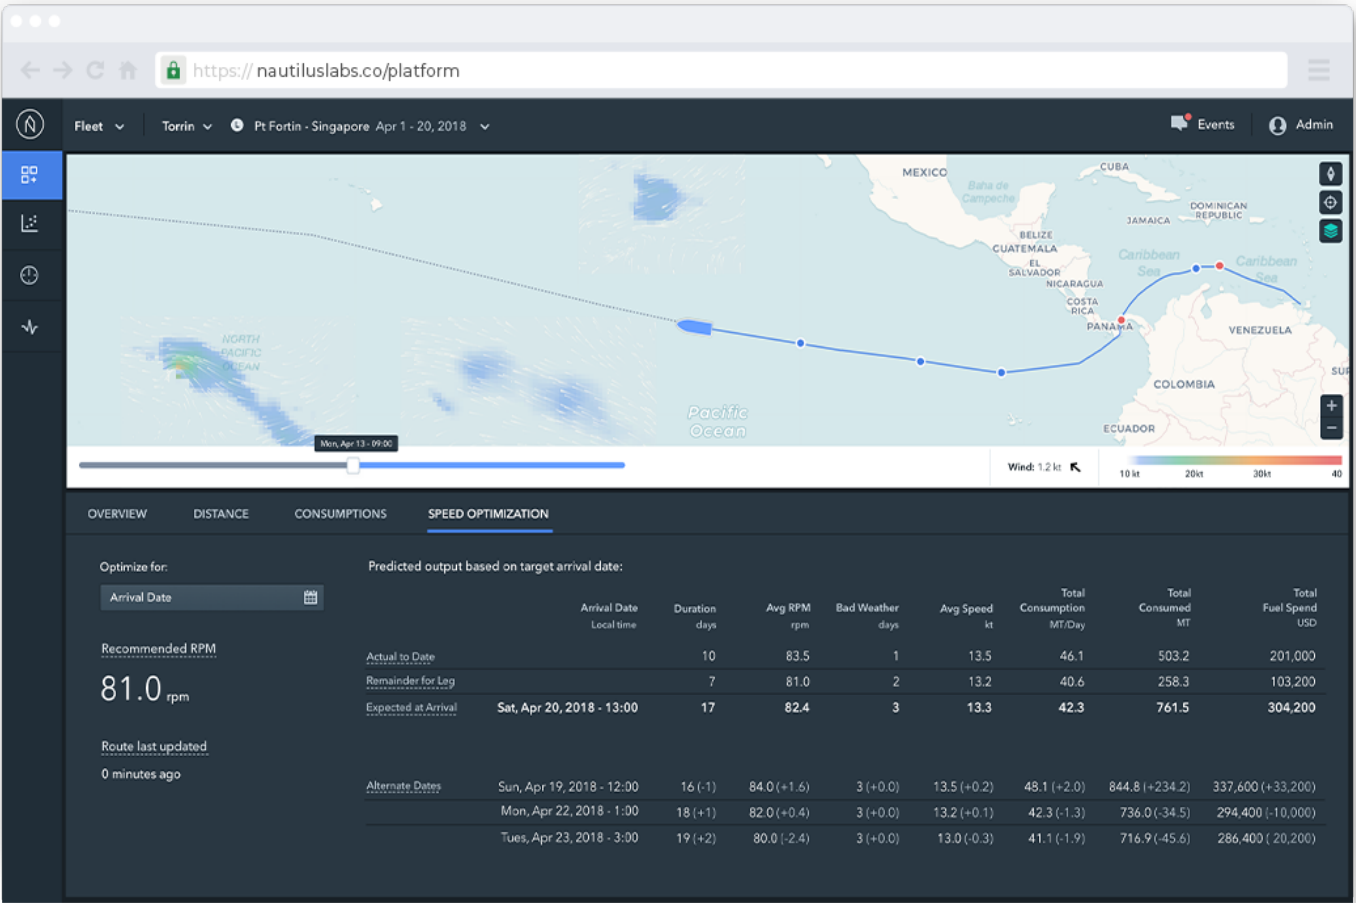 https:// nautiluslabs.co/platform
Fleet Torrin Pt Fortin - Singapore Apr 1 - 20, 2018 Events Admin
MEXICO
CUBA
Baha de
Campeche
DOMINICAN
REPUBLIC
JAMAICA
BELIZE
GUATEMALA
EL
SALVADOR
NICARAGUA
Caribbean
Sea
Caribbean
Sea
COSTA
RICA
PANAMA
VENEZUELA
NORTH
PACIFIC
OCEAN
COLOMBIA
SUR
Pacific
Ocean
ECUADOR
Mon, Apr 13 - 09:00
Wind: 1.2 kt
10 kt 20kt 30kt 40
OVERVIEW DISTANCE CONSUMPTIONS SPEED OPTIMIZATION
Optimize for:
Arrival Date
Recommended RPM
81.0 rpm
Route last updated
0 minutes ago
Predicted output based on target arrival date:
Arrival Date Local time
Duration days
Avg RPM rpm
Bad Weather days
Avg Speed kt
Total Consumption MT/Day
Total Consumed MT
Total Fuel Spend USD
Actual to Date 10 83.5 1 13.5 46.1 503.2 201,000
Remainder for Leg 7 81.0 2 13.2 40.6 258.3 103,200
Expected at Arrival Sat, Apr 20, 2018 - 13:00 17 82.4 3 13.3 42.3 761.5 304,200
Alternate Dates Sun, Apr 19, 2018 - 12:00 16 (-1) 84.0 (+1.6) 3 (+0.0) 13.5 (+0.2) 48.1 (+2.0) 844.8 (+234.2) 337,600 (+33,200)
Mon, Apr 22, 2018 - 1:00 18 (+1) 82.0 (+0.4) 3 (+0.0) 13.2 (+0.1) 42.3 (-1.3) 736.0 (-34.5) 294,400 (-10,000)
Tues, Apr 23, 2018 - 3:00 19 (+2) 80.0 (-2.4) 3 (+0.0) 13.0 (-0.3) 41.1 (-1.9) 716.9 (-45.6) 286,400 ( 20,200)